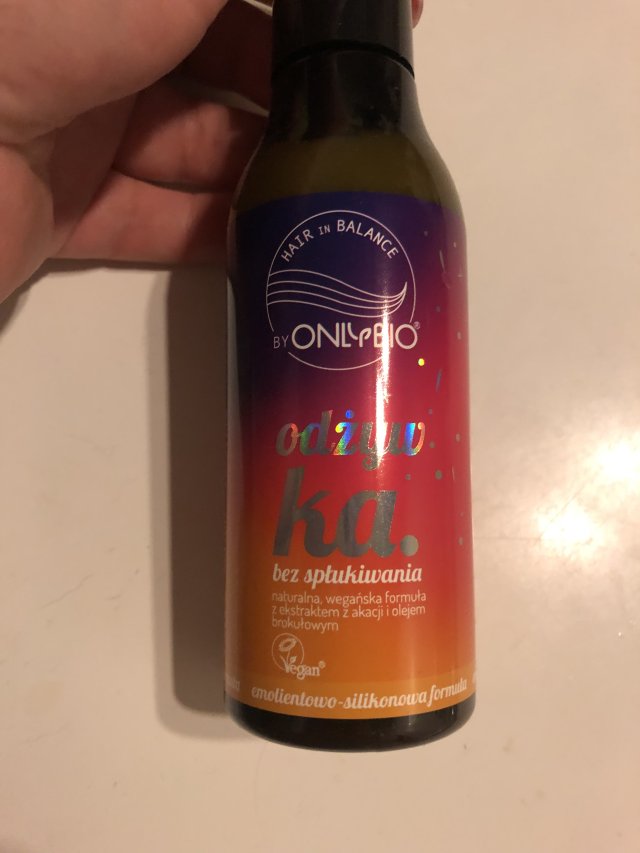 HAIR IN BALANCE
BY ONLYBIO®
odżyw
ka.
bez spłukiwania
naturalna, wegańska formuła
z ekstraktem z akacji i olejem
brokułowym
Vegan®
emolientowo-silikonowa formuła